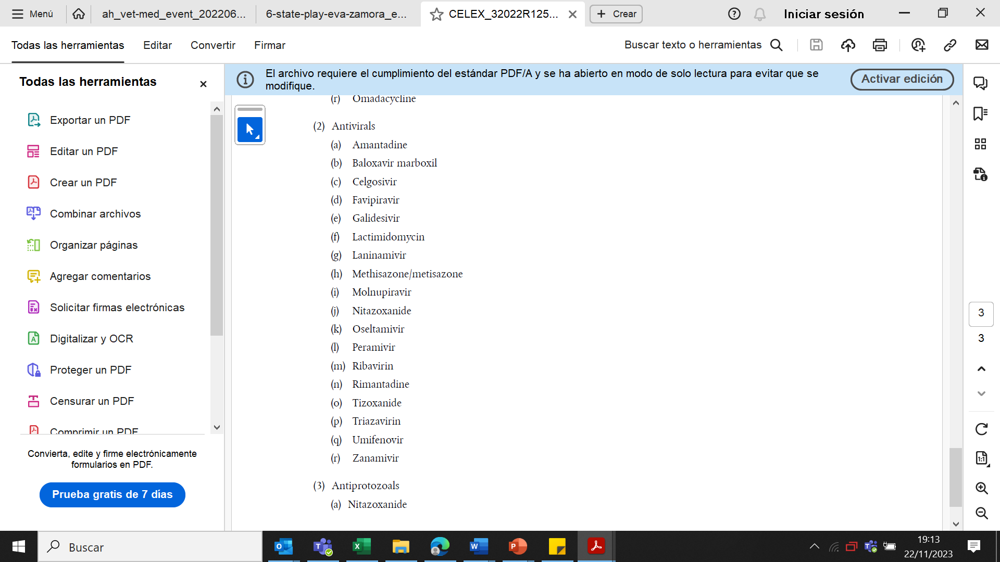 Menú
ah_vet-med_event_202206...
6-state-play-eva-zamora_e...
CELEX_32022R125...
Crear
Iniciar sesión
Todas las herramientas
Editar
Convertir
Firmar
Buscar texto o herramientas
Todas las herramientas
El archivo requiere el cumplimiento del estándar PDF/A y se ha abierto en modo de solo lectura para evitar que se
modifique.
Activar edición
Exportar un PDF
Editar un PDF
Crear un PDF
Combinar archivos
Organizar páginas
Agregar comentarios
Solicitar firmas electrónicas
Digitalizar y OCR
Proteger un PDF
Censurar un PDF
Comprimir un PDF
Convierta, edite y firme electrónicamente
formularios en PDF.
Prueba gratis de 7 días
(r) Omadacycline
(2) Antivirals
(a) Amantadine
(b) Baloxavir marboxil
(c) Celgosivir
(d) Favipiravir
(e) Galidesivir
(f) Lactimidomycin
(g) Laninamivir
(h) Methisazone/metisazone
(i) Molnupiravir
(j) Nitazoxanide
(k) Oseltamivir
(l) Peramivir
(m) Ribavirin
(n) Rimantadine
(o) Tizoxanide
(p) Triazavirin
(q) Umifenovir
(r) Zanamivir
(3) Antiprotozoals
(a) Nitazoxanide
3
3
1:1
Buscar
19:13
22/11/2023